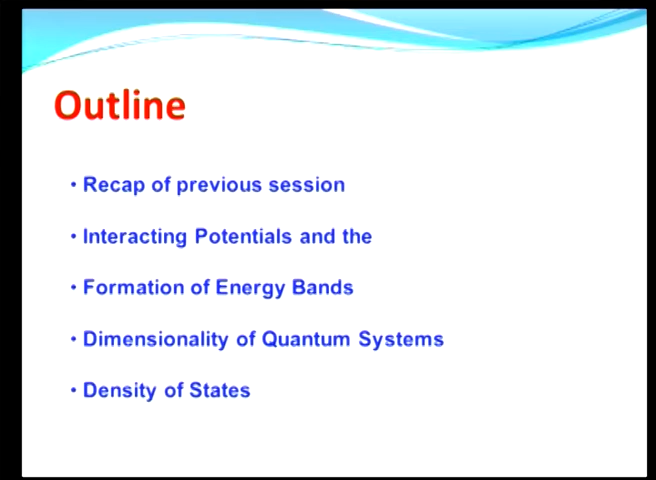 Outline
• Recap of previous session
• Interacting Potentials and the
• Formation of Energy Bands
• Dimensionality of Quantum Systems
• Density of States